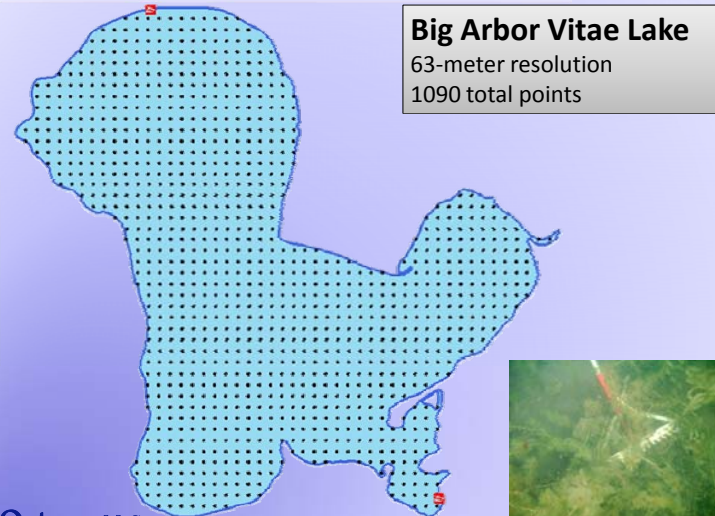 Big Arbor Vitae Lake
63-meter resolution
1090 total points